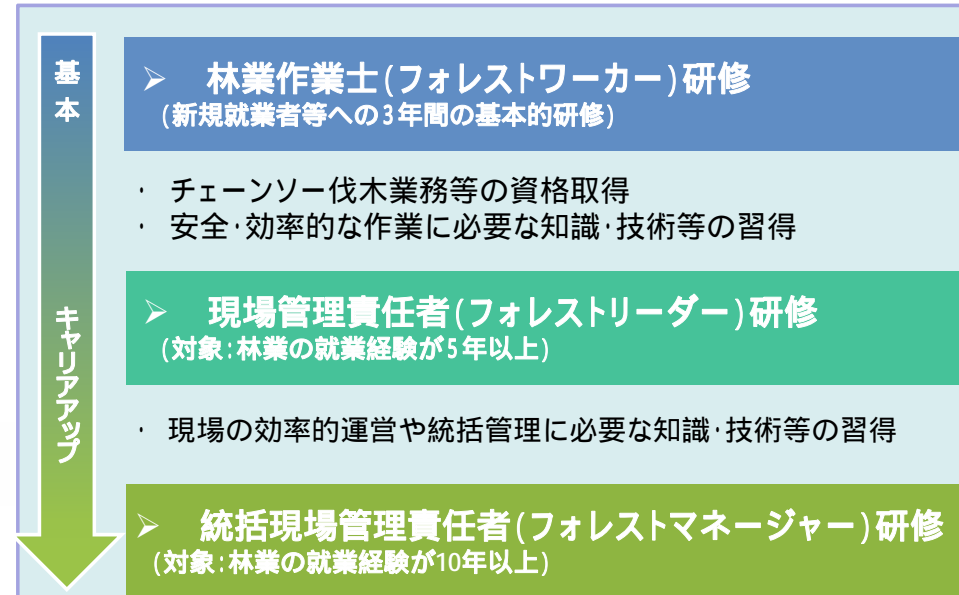 基本
➢ 林業作業士(フォレストワーカー)研修
(新規就業者等への3年間の基本的研修)
· チェーンソー伐木業務等の資格取得
· 安全·効率的な作業に必要な知識·技術等の習得
キャリアアップ
➢ 現場管理責任者(フォレストリーダー)研修
(対象:林業の就業経験が5年以上)
· 現場の効率的運営や統括管理に必要な知識·技術等の習得
➢ 統括現場管理責任者(フォレストマネージャー)研修
(対象:林業の就業経験が10年以上)